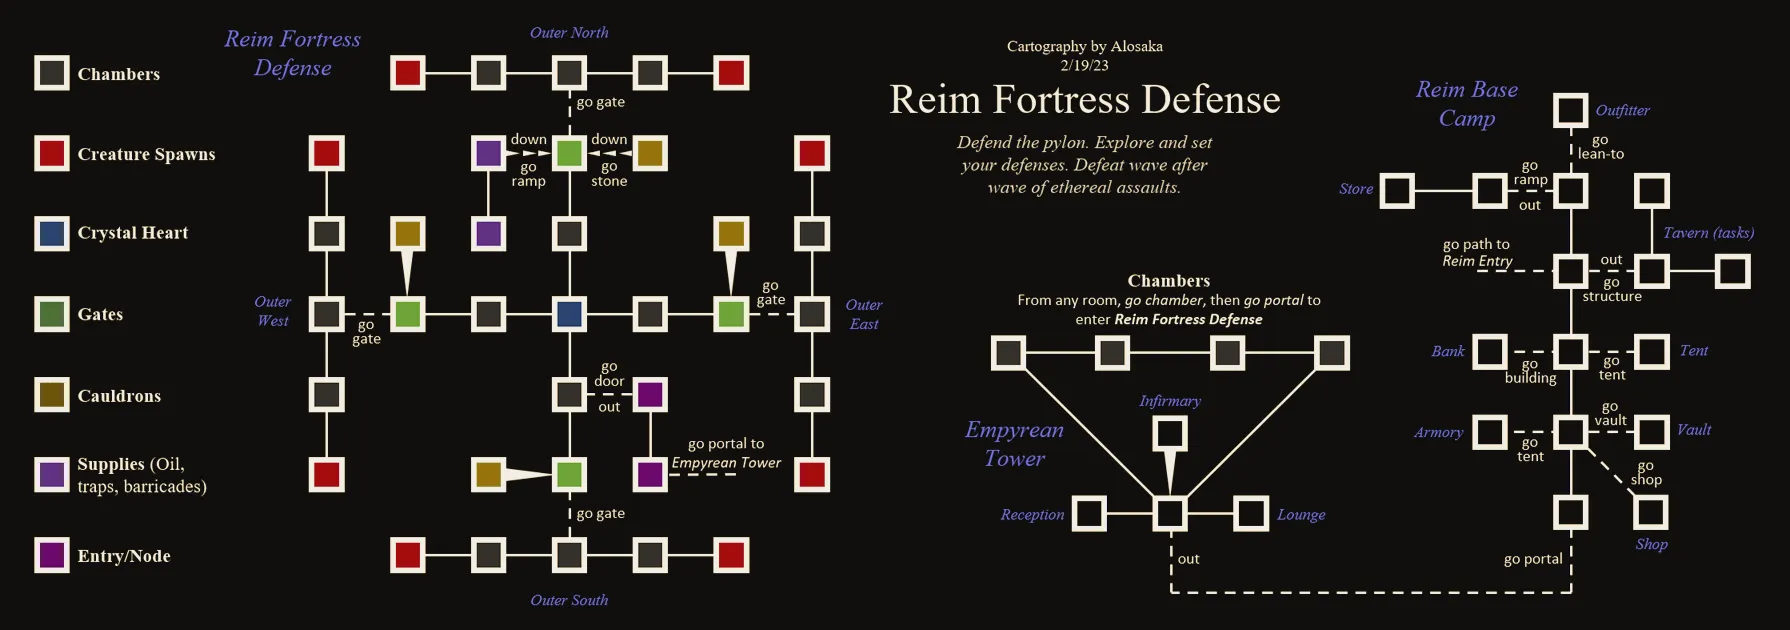 Reim Fortress
Defense
Chambers
Creature Spawns
Crystal Heart
Gates
Cauldrons
Supplies (Oil,
traps, barricades)
Entry/Node
Outer North
go gate
down
go
ramp
down
go
stone
Outer
West
go
gate
go
gate
Outer
East
go
door
out
go portal to
Empyrean Tower
go gate
Outer South
Cartography by Alosaka
2/19/23
Reim Fortress Defense
Defend the pylon. Explore and set
your defenses. Defeat wave after
wave of ethereal assaults.
Chambers
From any room, go chamber, then go portal to
enter Reim Fortress Defense
Empyrean
Tower
Infirmary
Reception
Lounge
out
Reim Base
Camp
Outfitter
go
lean-to
Store
go
ramp
out
Tavern (tasks)
go path to
Reim Entry
out
go
structure
Bank
go
building
go
tent
Tent
Armory
go
tent
go
vault
Vault
go
shop
Shop
go portal